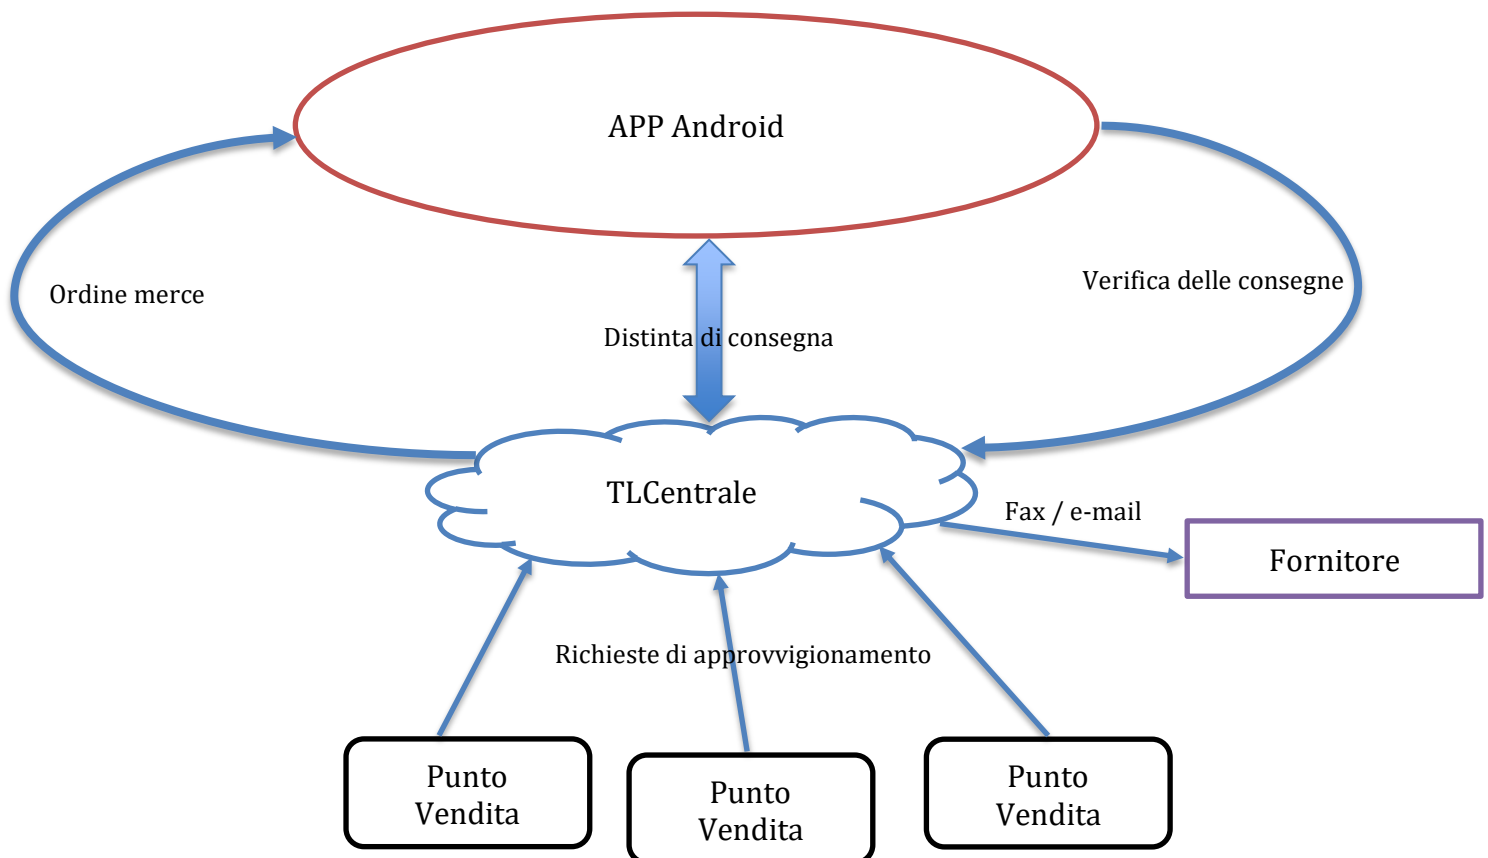 APP Android
Ordine merce
Verifica delle consegne
Distinta di consegna
TLCentrale
Fax / e-mail
Fornitore
Richieste di approvvigionamento
Punto
Vendita
Punto
Vendita
Punto
Vendita